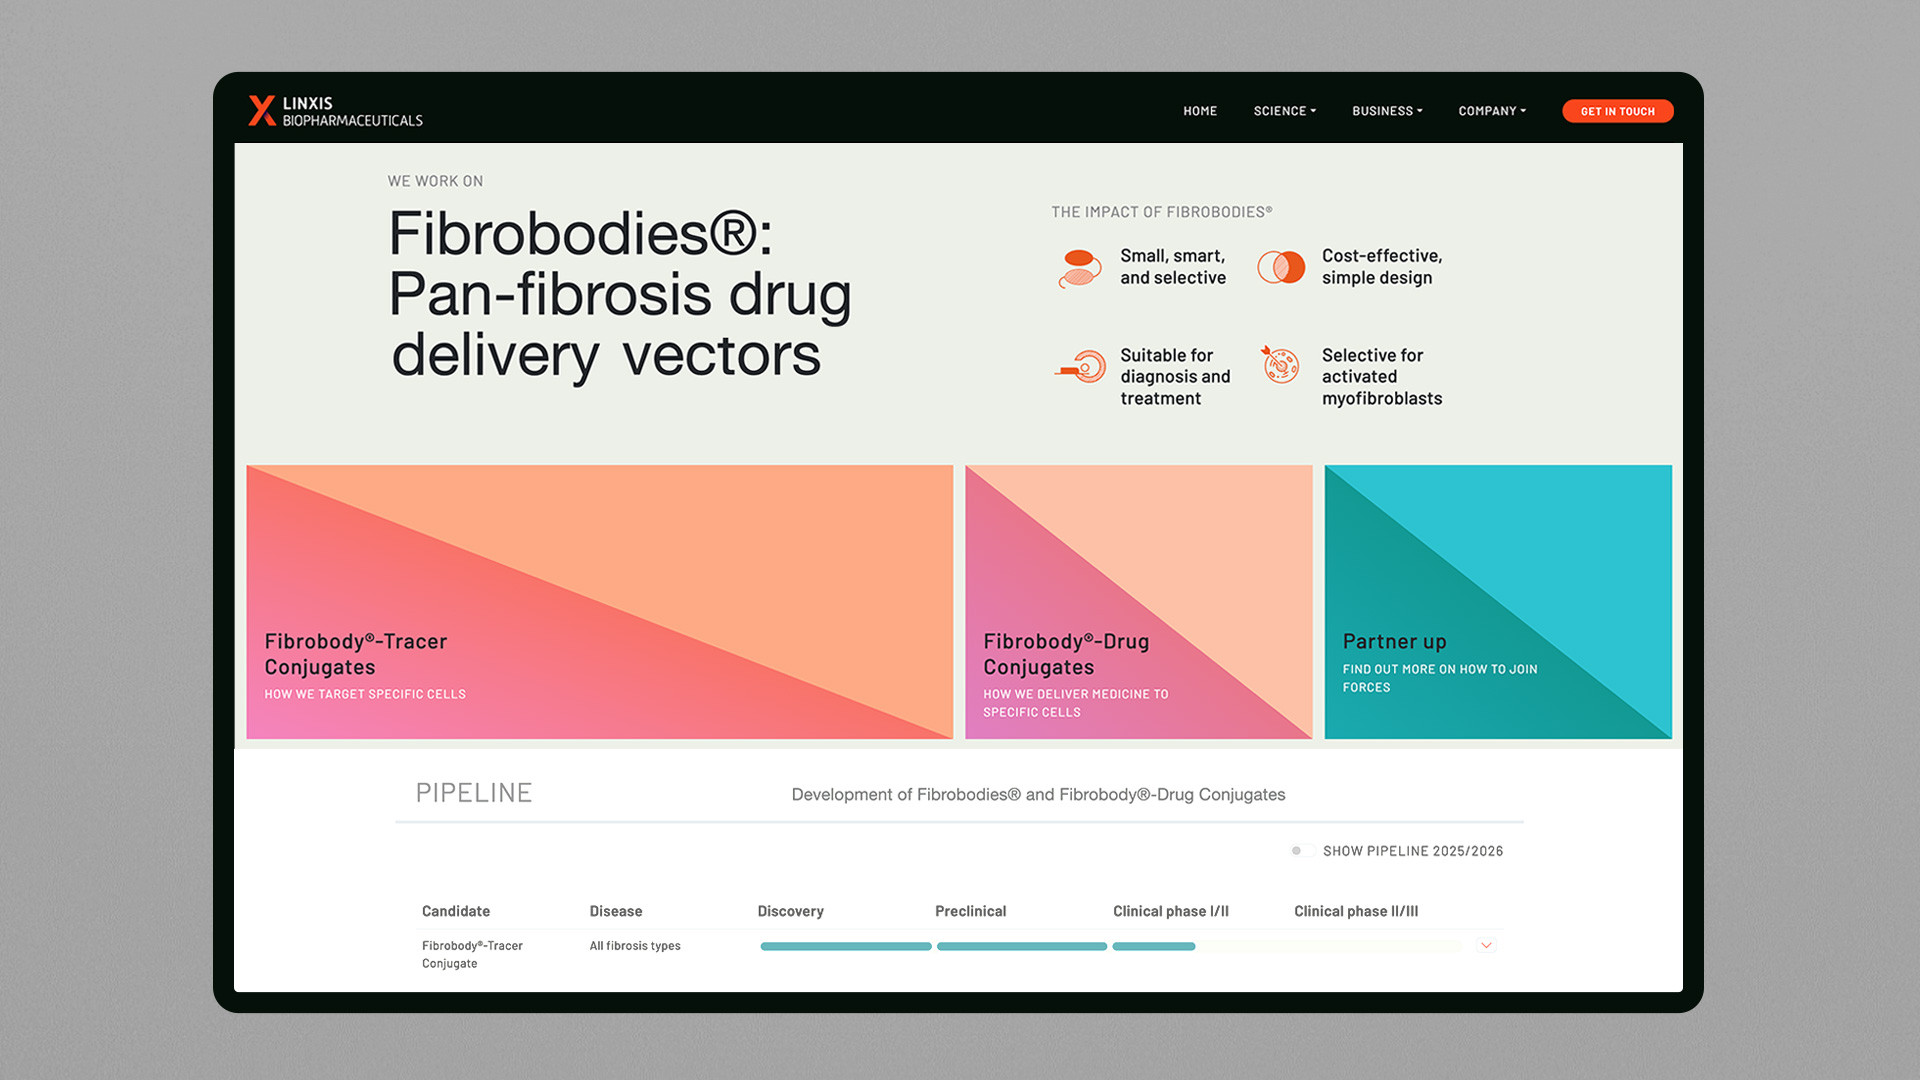 LINXIS
BIOPHARMACEUTICALS
HOME
SCIENCE
BUSINESS
COMPANY
GET IN TOUCH
WE WORK ON
Fibrobodies®:
Pan-fibrosis drug
delivery vectors
THE IMPACT OF FIBROBODIES®
Small, smart,
and selective
Cost-effective,
simple design
Suitable for
diagnosis and
treatment
Selective for
activated
myofibroblasts
Fibrobody®-Tracer
Conjugates
HOW WE TARGET SPECIFIC CELLS
Fibrobody®-Drug
Conjugates
HOW WE DELIVER MEDICINE TO
SPECIFIC CELLS
Partner up
FIND OUT MORE ON HOW TO JOIN
FORCES
PIPELINE
Development of Fibrobodies® and Fibrobody®-Drug Conjugates
SHOW PIPELINE 2025/2026
Candidate
Disease
Discovery
Preclinical
Clinical phase I/II
Clinical phase II/III
Fibrobody®-Tracer
Conjugate
All fibrosis types